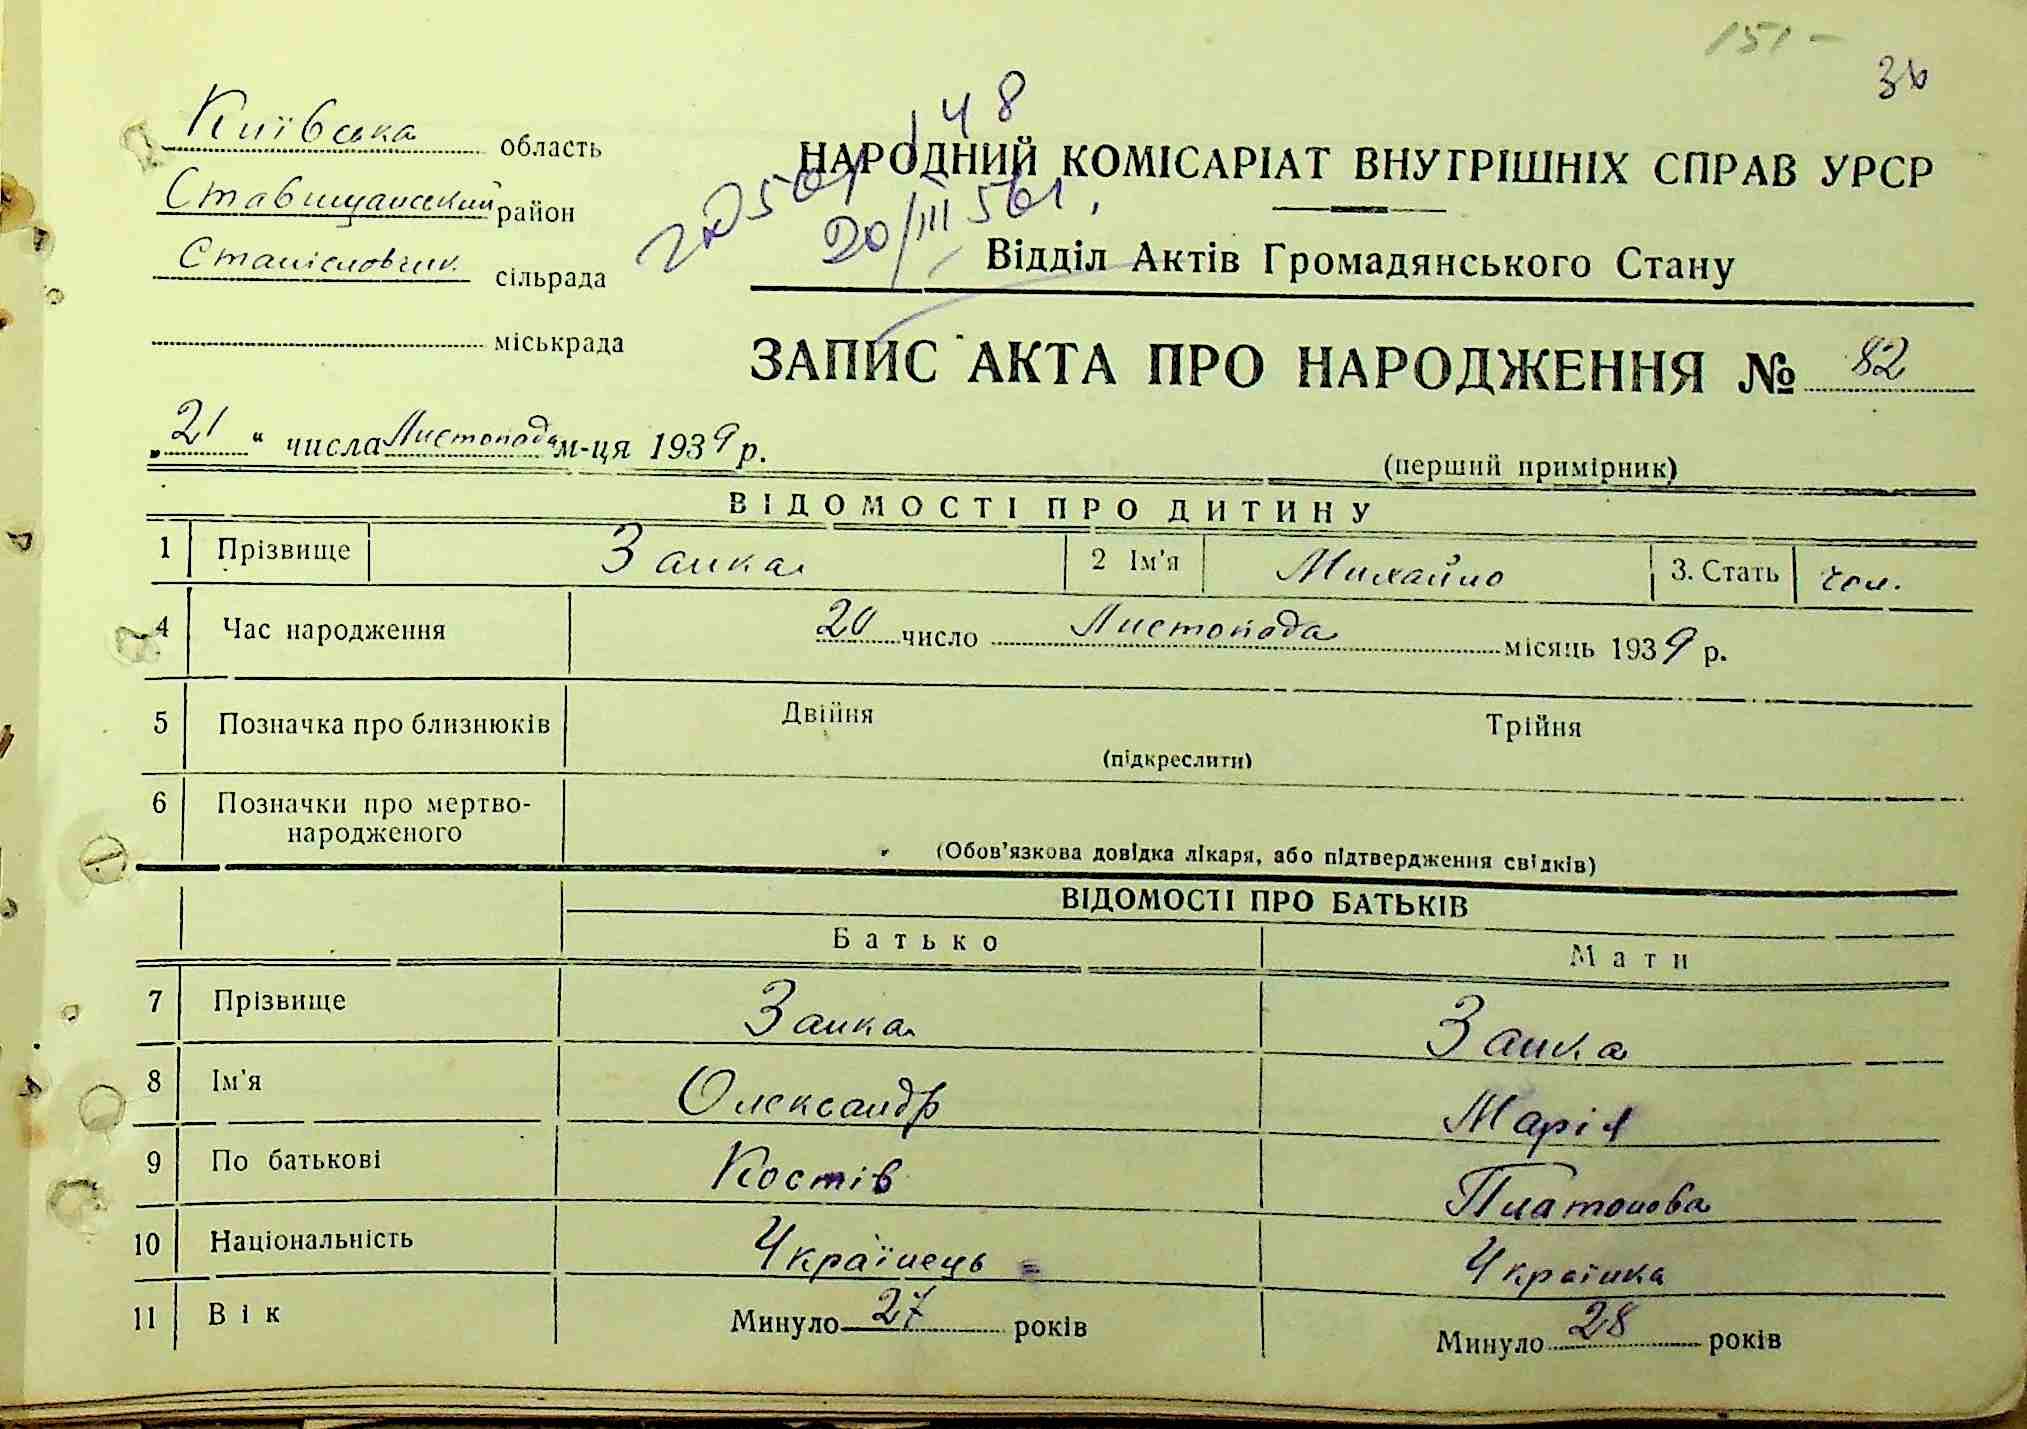 151 –
36
148
Київська область
Ставищанський район
Станіславчик. сільрада
міськрада
НАРОДНИЙ КОМІСАРІАТ ВНУТРІШНІХ СПРАВ УРСР
20/III 561
Відділ Актів Громадянського Стану
ЗАПИС АКТА ПРО НАРОДЖЕННЯ № 82
„21“ числа Листопада м-ця 1939 р.
(перший примірник)
ВІДОМОСТІ ПРО ДИТИНУ
1 Прізвище Заика 2 Ім'я Михайло 3. Стать чол.
4 Час народження 20 число Листопада місяць 1939 р.
5 Позначка про близнюків Двійня Трійня
(підкреслити)
6 Позначки про мертво-
народженого
(Обов'язкова довідка лікаря, або підтвердження свідків)
ВІДОМОСТІ ПРО БАТЬКІВ
Батько Мати
7 Прізвище Заика Заика
8 Ім'я Олександр Марія
9 По батькові Костів Платонова
10 Національність Українець Українка
11 Вік Минуло 27 років Минуло 28 років